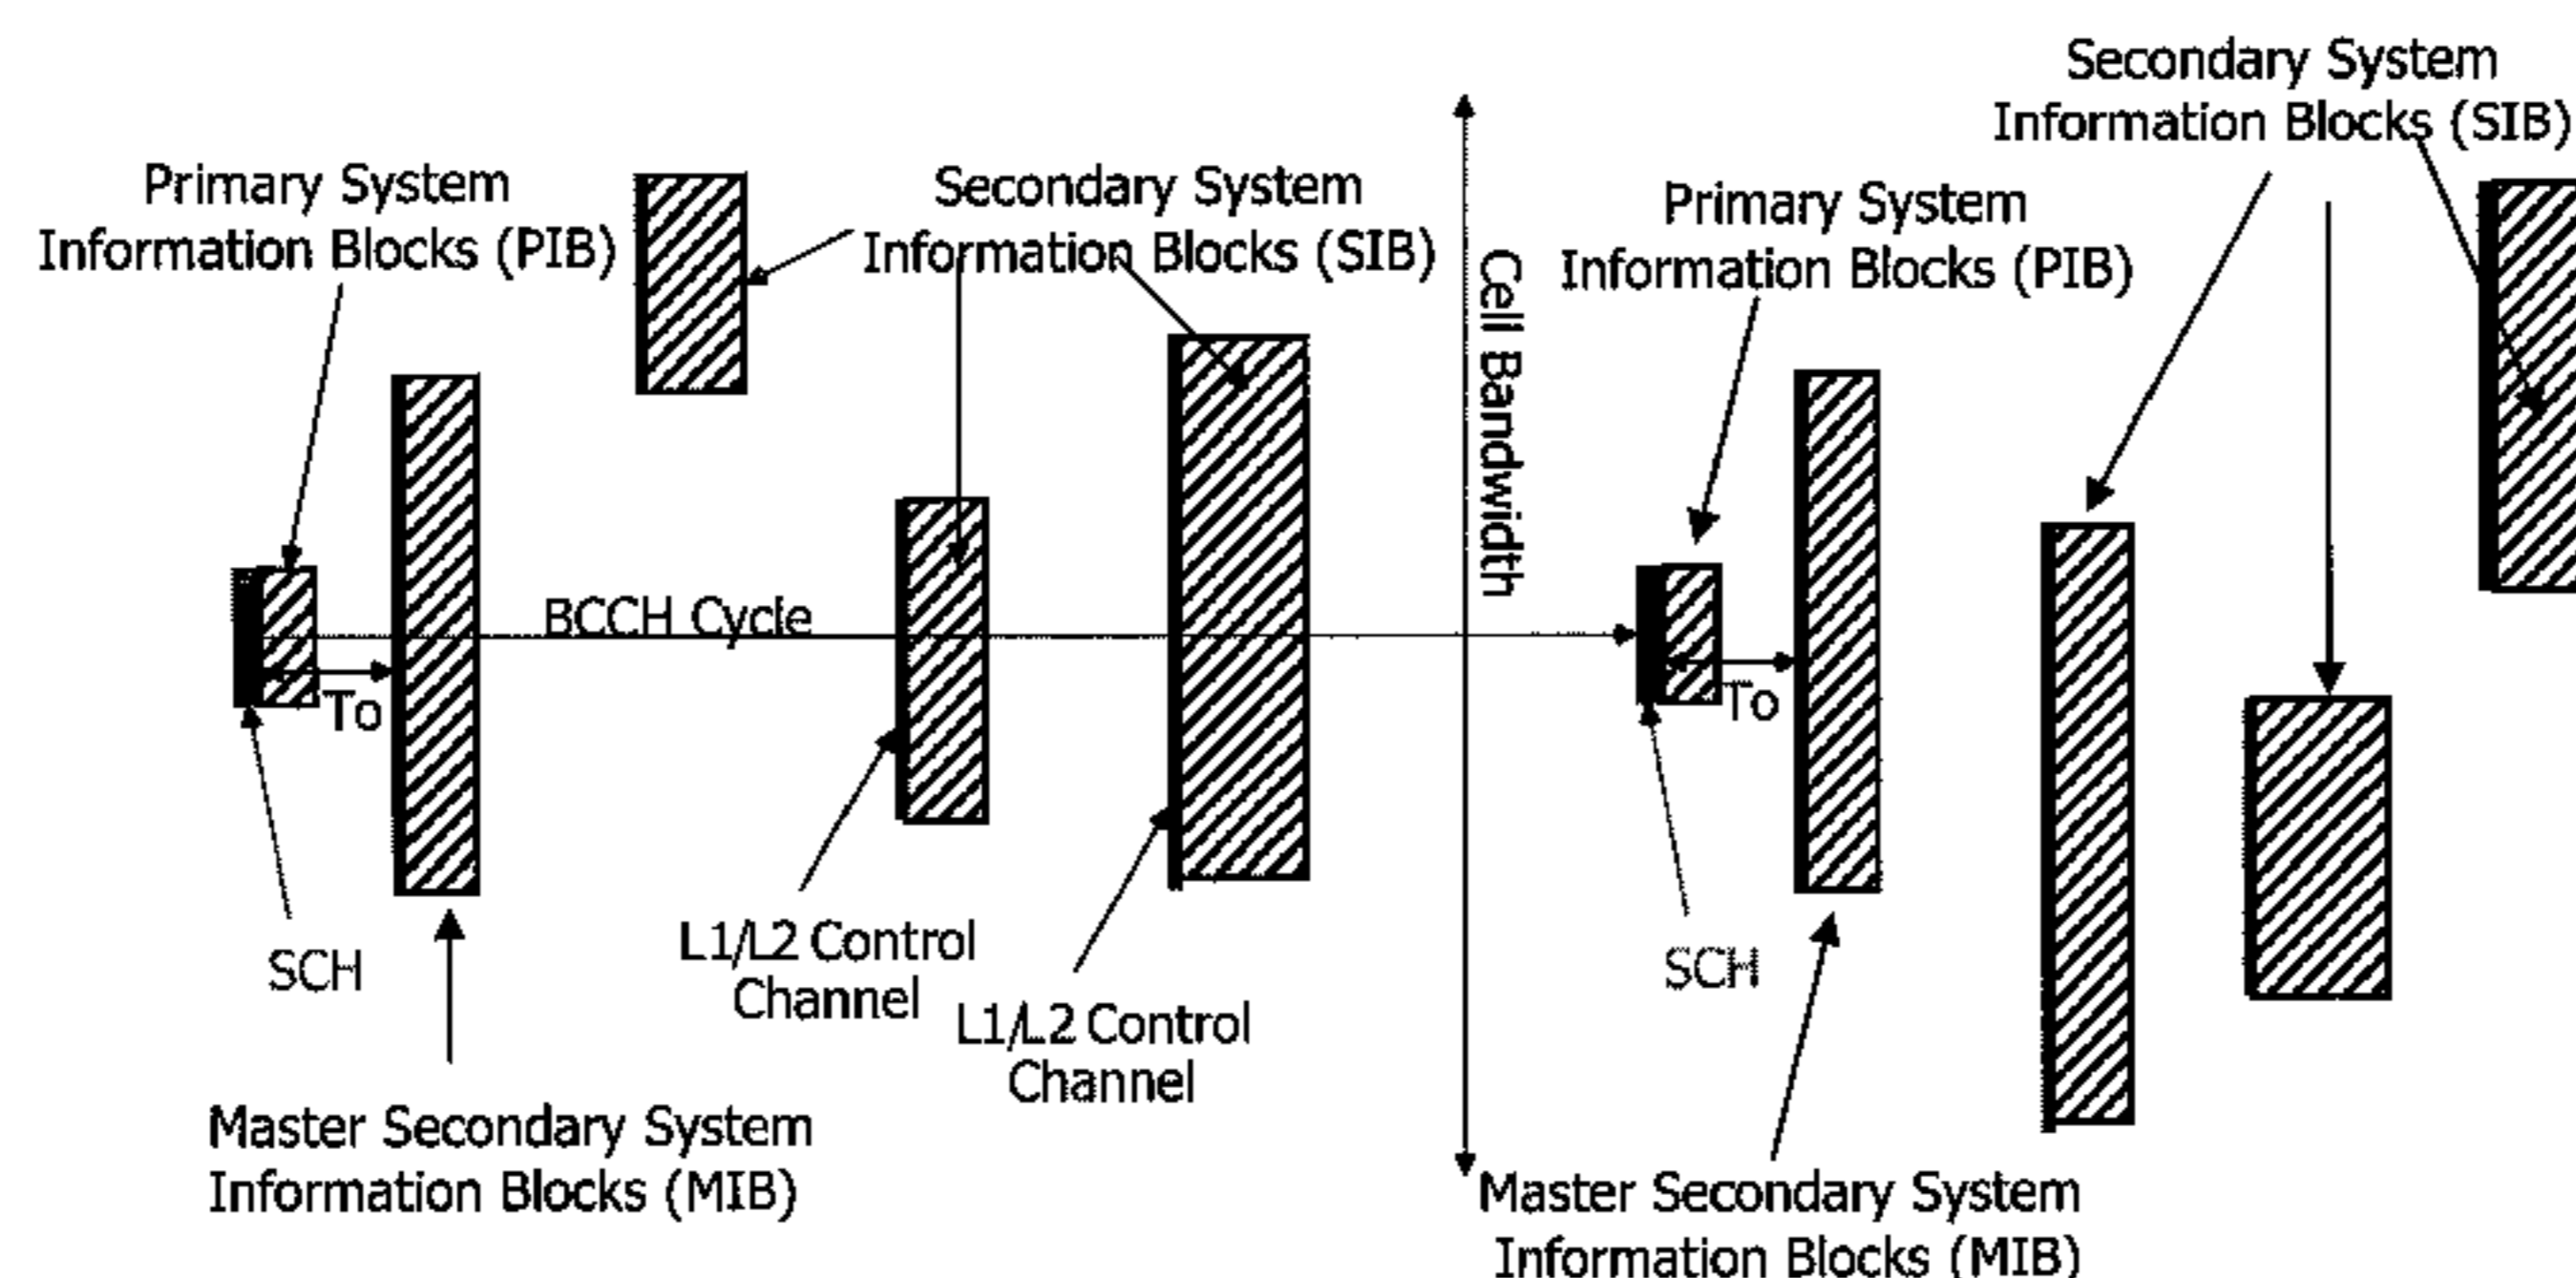 Primary System
Information Blocks (PIB)
Secondary System
Information Blocks (SIB)
BCCH Cycle
To
SCH
L1/L2 Control
Channel
L1/L2 Control
Channel
Master Secondary System
Information Blocks (MIB)
Cell Bandwidth
Secondary System
Information Blocks (SIB)
Primary System
Information Blocks (PIB)
To
SCH
Master Secondary System
Information Blocks (MIB)